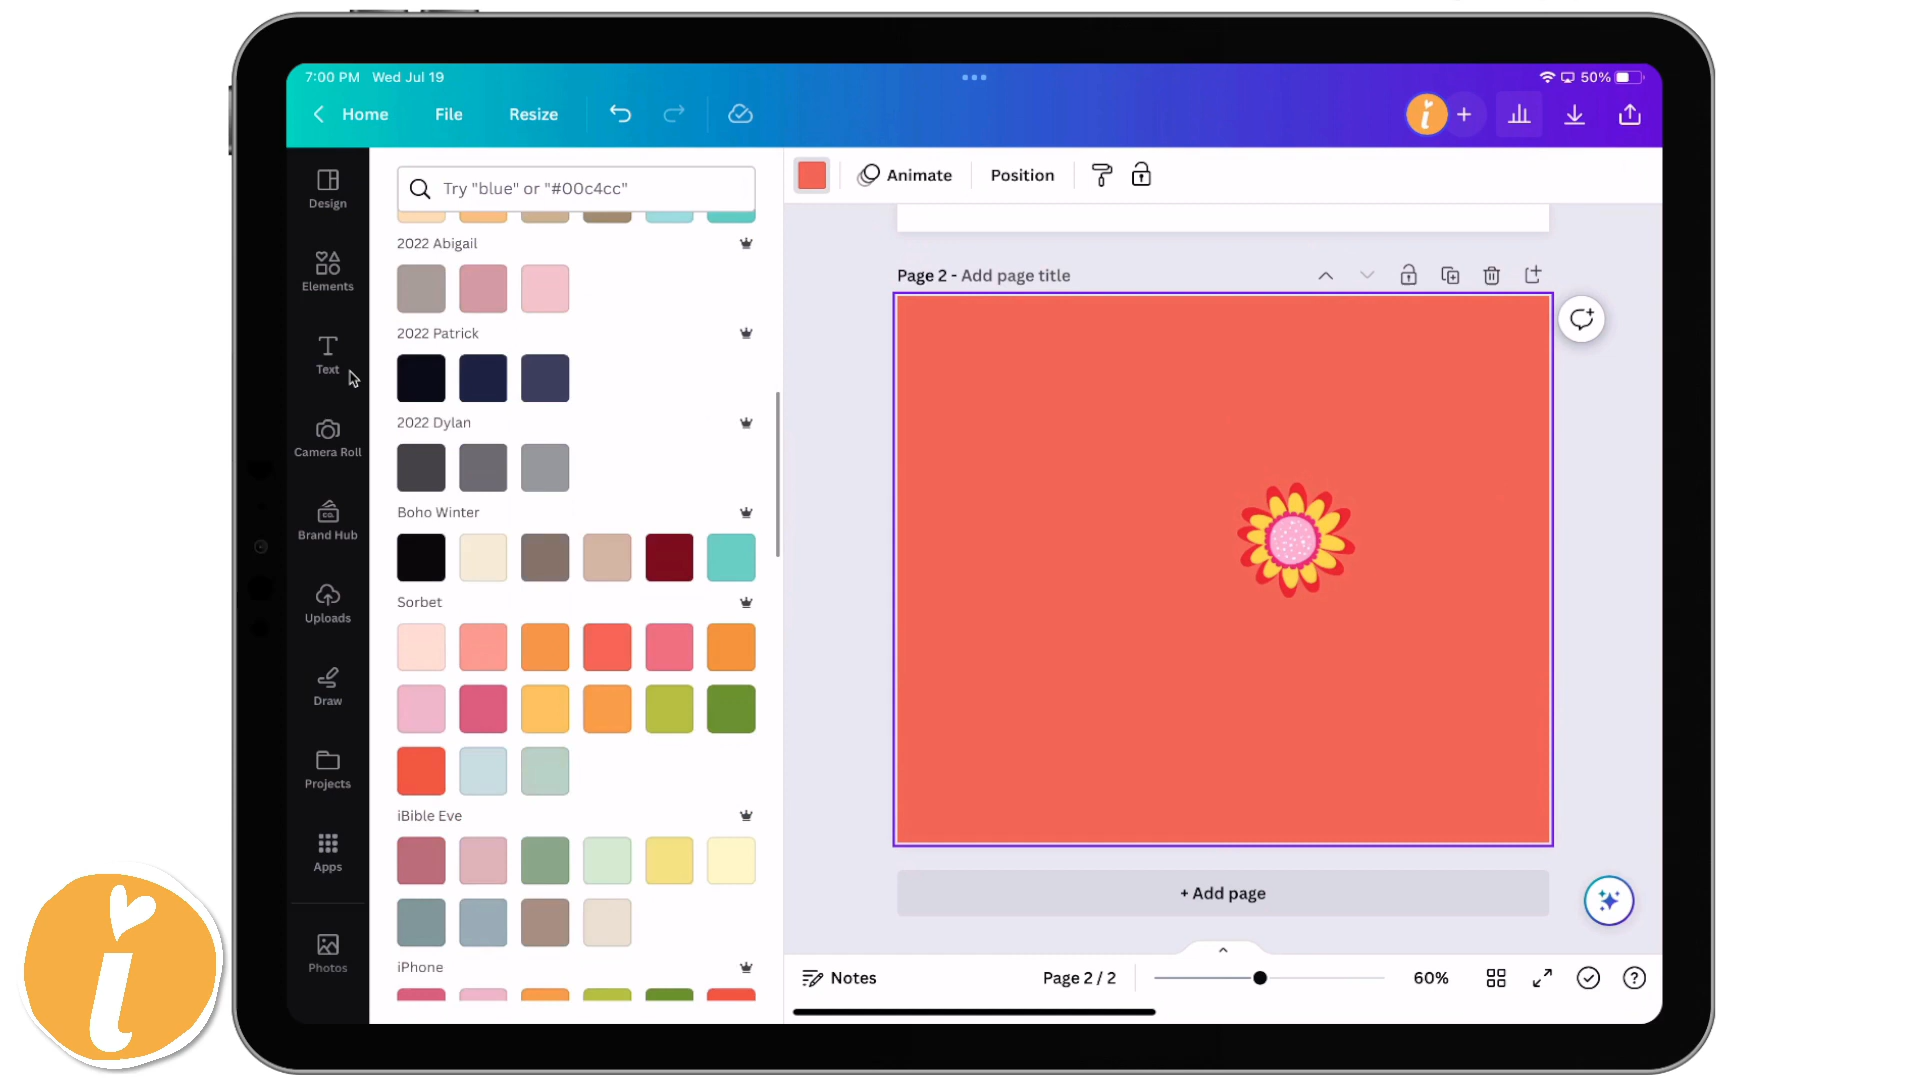 7:00 PM Wed Jul 19
50%
Home
File
Resize
i
Design
Elements
Text
Camera Roll
Brand Hub
CO.
Uploads
Draw
Projects
Apps
Photos
Try "blue" or "#00c4cc"
2022 Abigail
2022 Patrick
2022 Dylan
Boho Winter
Sorbet
iBible Eve
iPhone
Animate
Position
Page 2 - Add page title
+ Add page
Notes
Page 2 / 2
60%
i